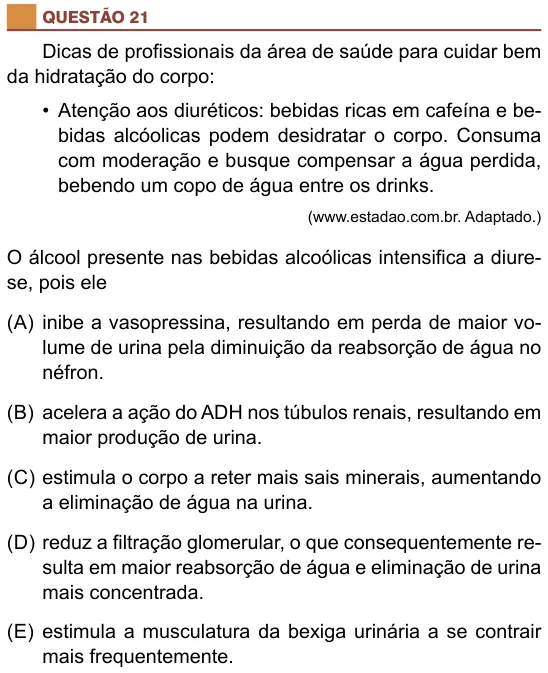 QUESTÃO 21
Dicas de profissionais da área de saúde para cuidar bem
da hidratação do corpo:
• Atenção aos diuréticos: bebidas ricas em cafeína e be-
bidas alcóolicas podem desidratar o corpo. Consuma
com moderação e busque compensar a água perdida,
bebendo um copo de água entre os drinks.
(www.estadao.com.br. Adaptado.)
O álcool presente nas bebidas alcoólicas intensifica a diure-
se, pois ele
(A) inibe a vasopressina, resultando em perda de maior vo-
lume de urina pela diminuição da reabsorção de água no
néfron.
(B) acelera a ação do ADH nos túbulos renais, resultando em
maior produção de urina.
(C) estimula o corpo a reter mais sais minerais, aumentando
a eliminação de água na urina.
(D) reduz a filtração glomerular, o que consequentemente re-
sulta em maior reabsorção de água e eliminação de urina
mais concentrada.
(E) estimula a musculatura da bexiga urinária a se contrair
mais frequentemente.